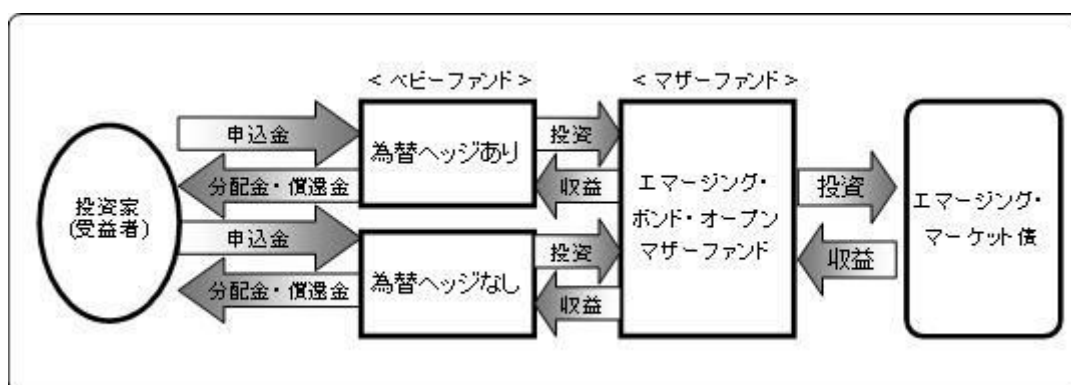 <ベビーファンド>
<マザーファンド>
投資家
(受益者)
申込金
分配金・償還金
申込金
分配金・償還金
為替ヘッジあり
為替ヘッジなし
投資
収益
投資
収益
エマージング・
ボンド・オープン
マザーファンド
投資
収益
エマージング・
マーケット債